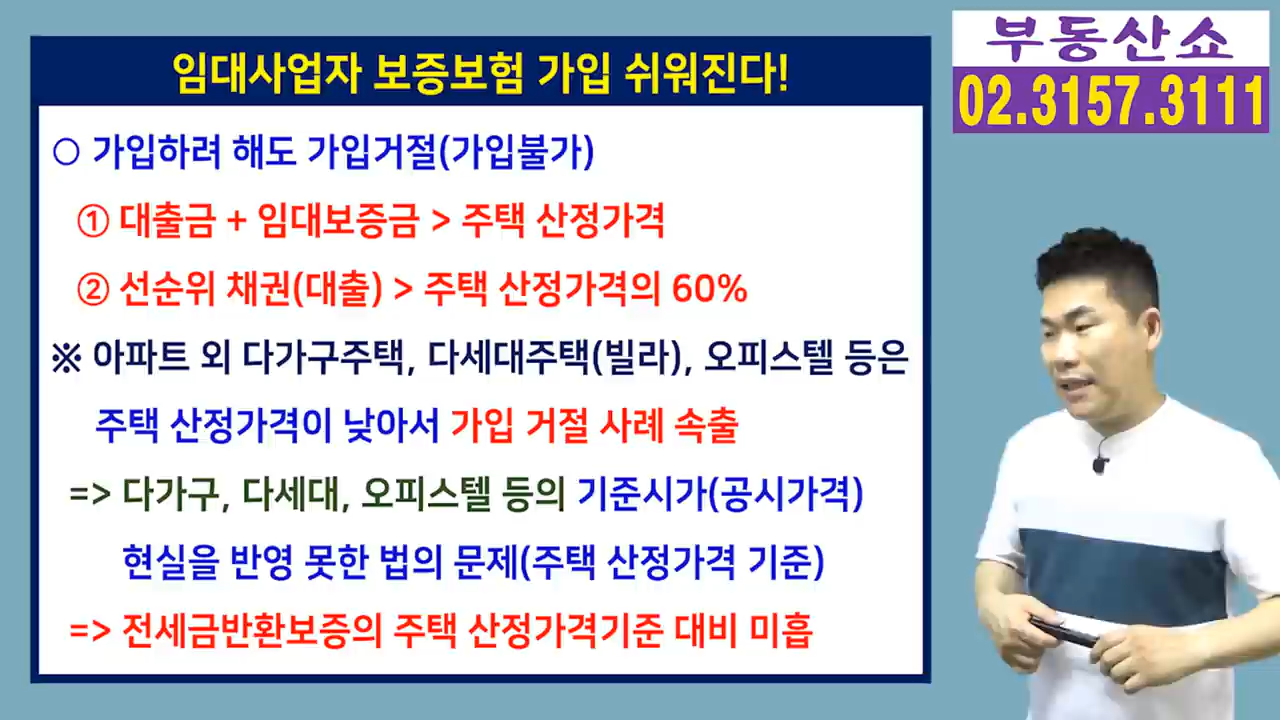 임대사업자 보증보험 가입 쉬워진다!
부동산쇼
02.3157.3111
○ 가입하려 해도 가입거절(가입불가)
① 대출금 + 임대보증금 > 주택 산정가격
② 선순위 채권(대출) > 주택 산정가격의 60%
※ 아파트 외 다가구주택, 다세대주택(빌라), 오피스텔 등은
주택 산정가격이 낮아서 가입 거절 사례 속출
=> 다가구, 다세대, 오피스텔 등의 기준시가(공시가격)
현실을 반영 못한 법의 문제(주택 산정가격 기준)
=> 전세금반환보증의 주택 산정가격기준 대비 미흡